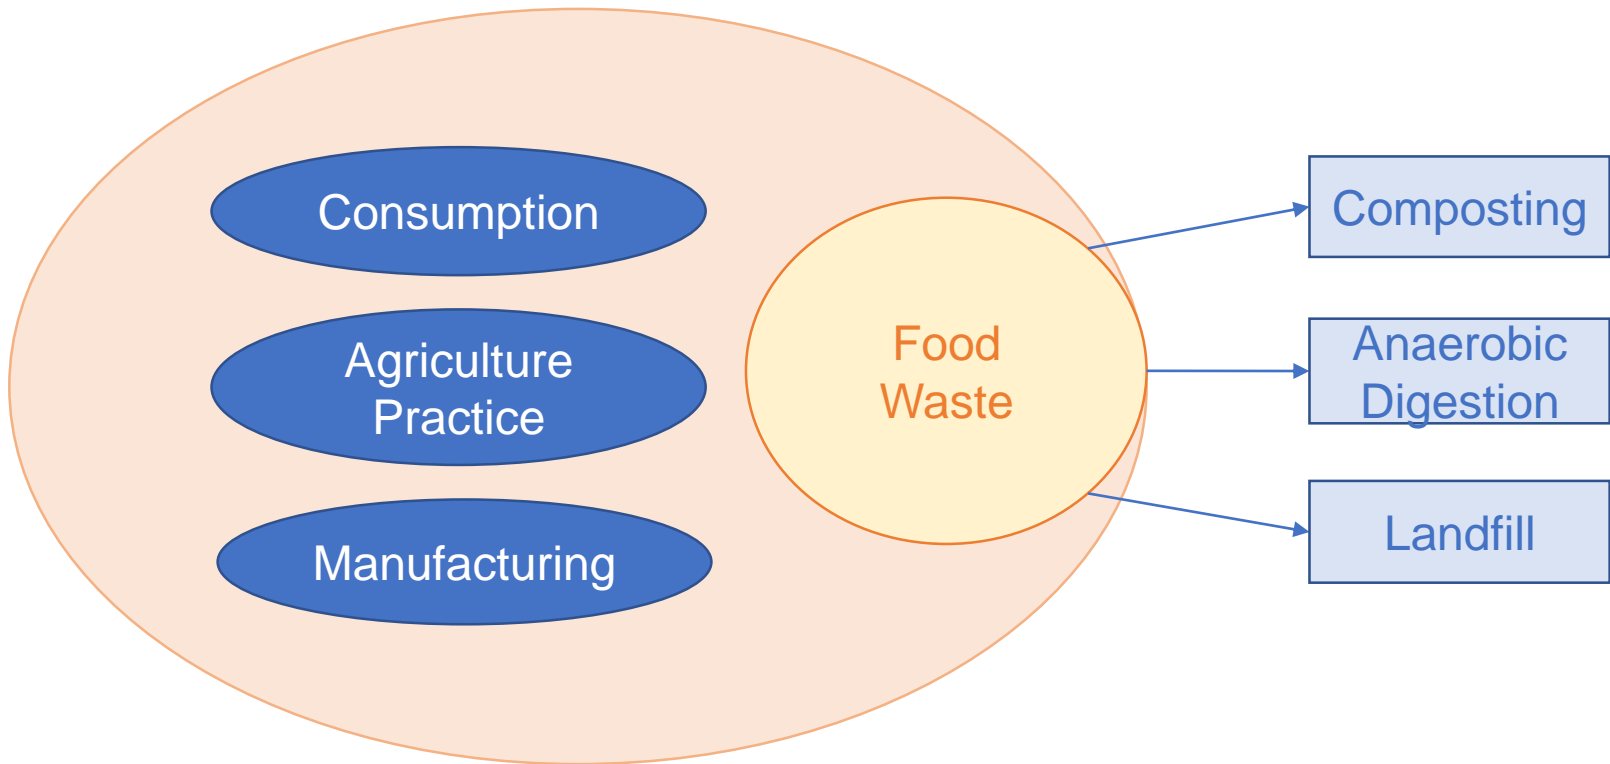 Consumption
Agriculture
Practice
Manufacturing
Food
Waste
Composting
Anaerobic
Digestion
Landfill